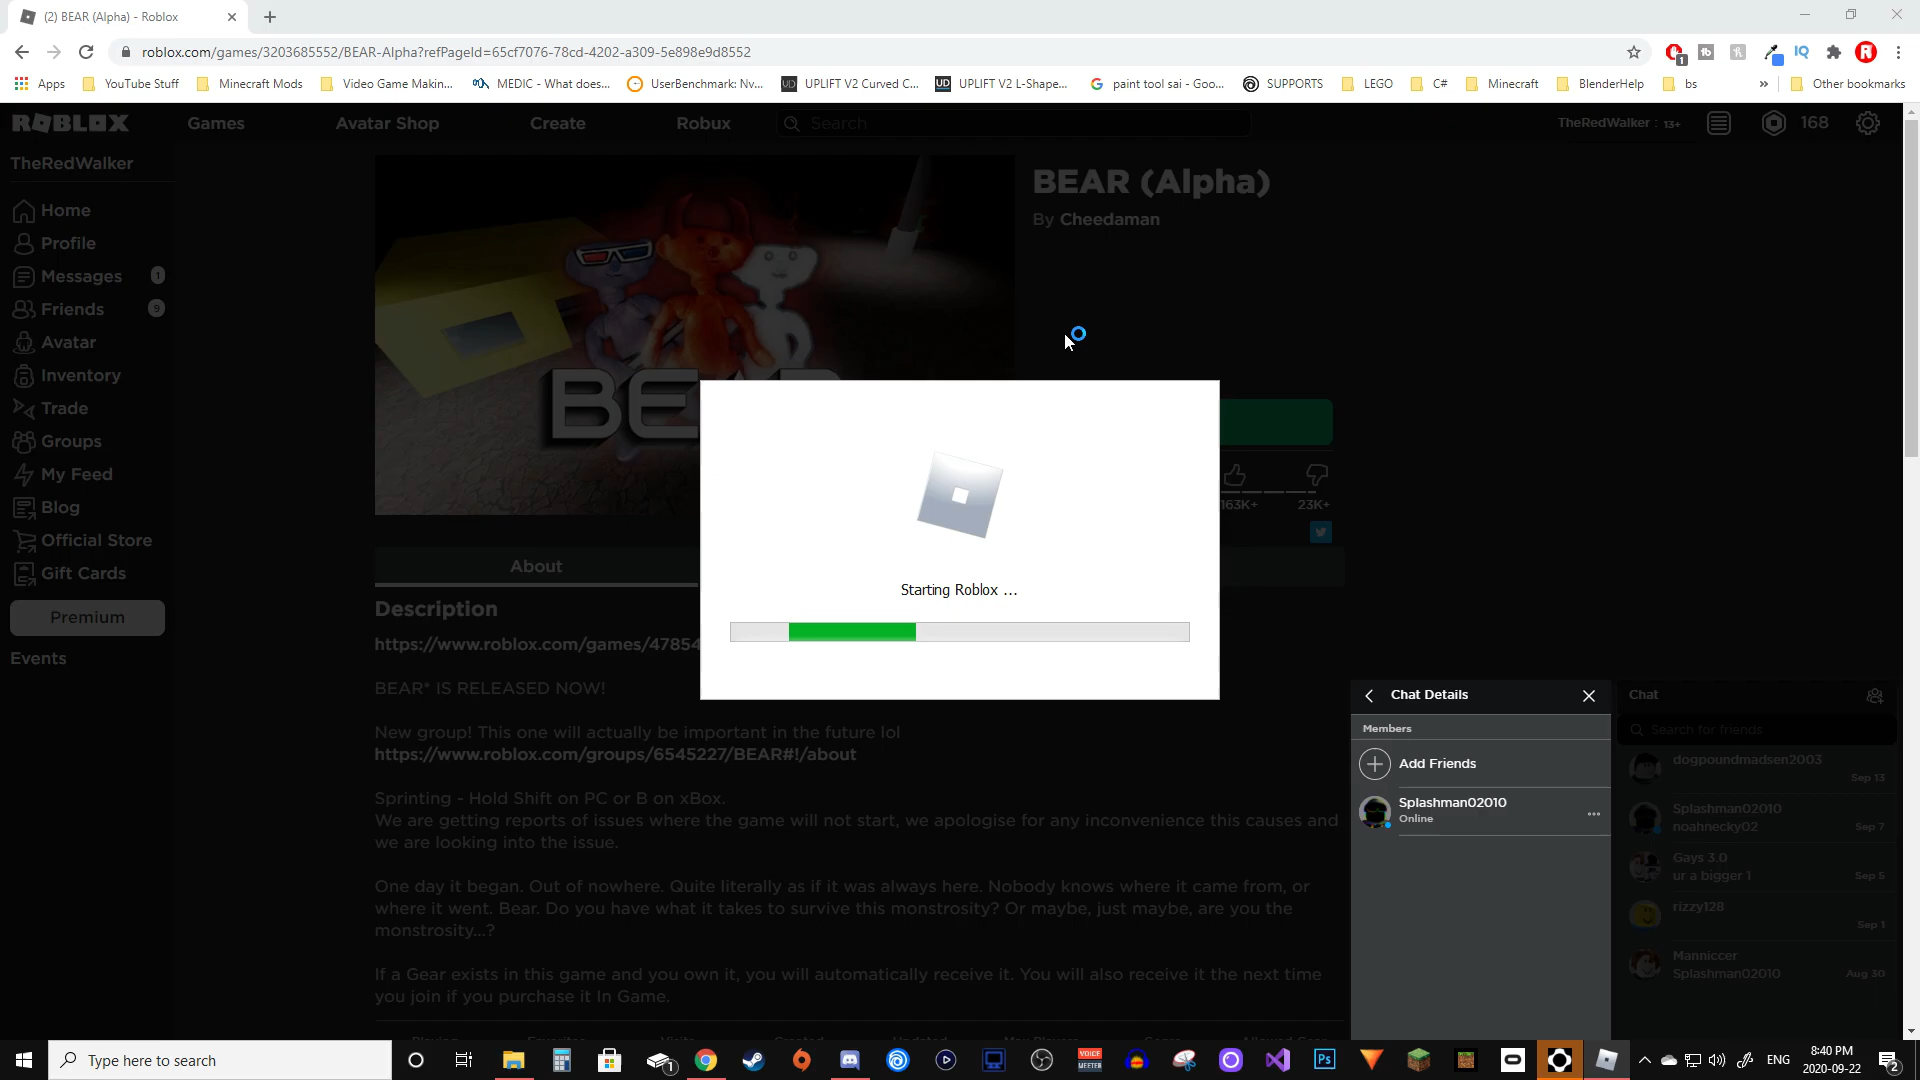 (2) BEAR (Alpha) - Roblox
roblox.com/games/3203685552/BEAR-Alpha?refPageId=65cf7076-78cd-4202-a309-5e898e9d8552
Apps YouTube Stuff Minecraft Mods Video Game Makin... MEDIC - What does... UserBenchmark: Nv... UPLIFT V2 Curved C... UPLIFT V2 L-Shape... paint tool sai - Goo... SUPPORTS LEGO C# Minecraft BlenderHelp bs » Other bookmarks
ROBLOX Games Avatar Shop Create Robux Search TheRedWalker : 13+ 168
TheRedWalker
Home
Profile
Messages 1
Friends 9
Avatar
Inventory
Trade
Groups
My Feed
Blog
Official Store
Gift Cards
Premium
Events
BEAR (Alpha)
By Cheedaman
163K+ 23K+
About
Description
https://www.roblox.com/games/47854
BEAR* IS RELEASED NOW!
New group! This one will actually be important in the future lol
https://www.roblox.com/groups/6545227/BEAR#!/about
Sprinting - Hold Shift on PC or B on xBox.
We are getting reports of issues where the game will not start, we apologise for any inconvenience this causes and
we are looking into the issue.
One day it began. Out of nowhere. Quite literally as if it was always here. Nobody knows where it came from, or
where it went. Bear. Do you have what it takes to survive this monstrosity? Or maybe, just maybe, are you the
monstrosity...?
If a Gear exists in this game and you own it, you will automatically receive it. You will also receive it the next time
you join if you purchase it In Game.
Starting Roblox ...
Chat Details
Members
Add Friends
Splashman02010
Online
Chat
Search for friends
dogpoundmadsen2003
Sep 13
Splashman02010
noahnecky02 Sep 7
Gays 3.0
ur a bigger 1 Sep 5
rizzy128
Sep 1
Manniccer
Splashman02010 Aug 30
Type here to search
VOICE
MEETER
Ps
ENG
8:40 PM
2020-09-22
2